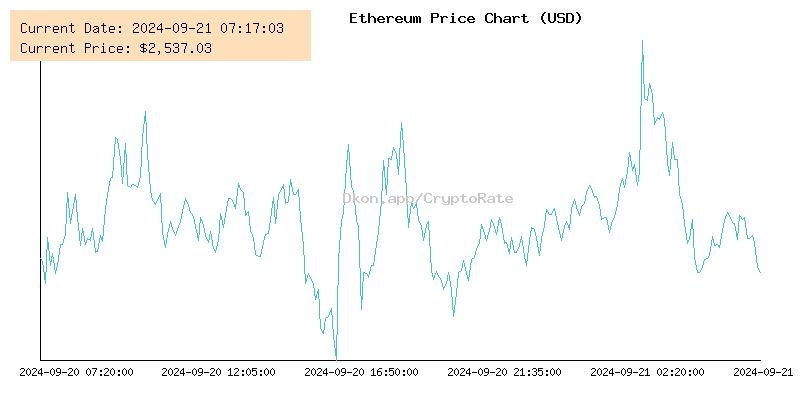 Ethereum Price Chart (USD)
Current Date: 2024-09-21 07:17:03
Current Price: $2,537.03
Okon.app/CryptoRate
2024-09-20 07:20:00
2024-09-20 12:05:00
2024-09-20 16:50:00
2024-09-20 21:35:00
2024-09-21 02:20:00
2024-09-21